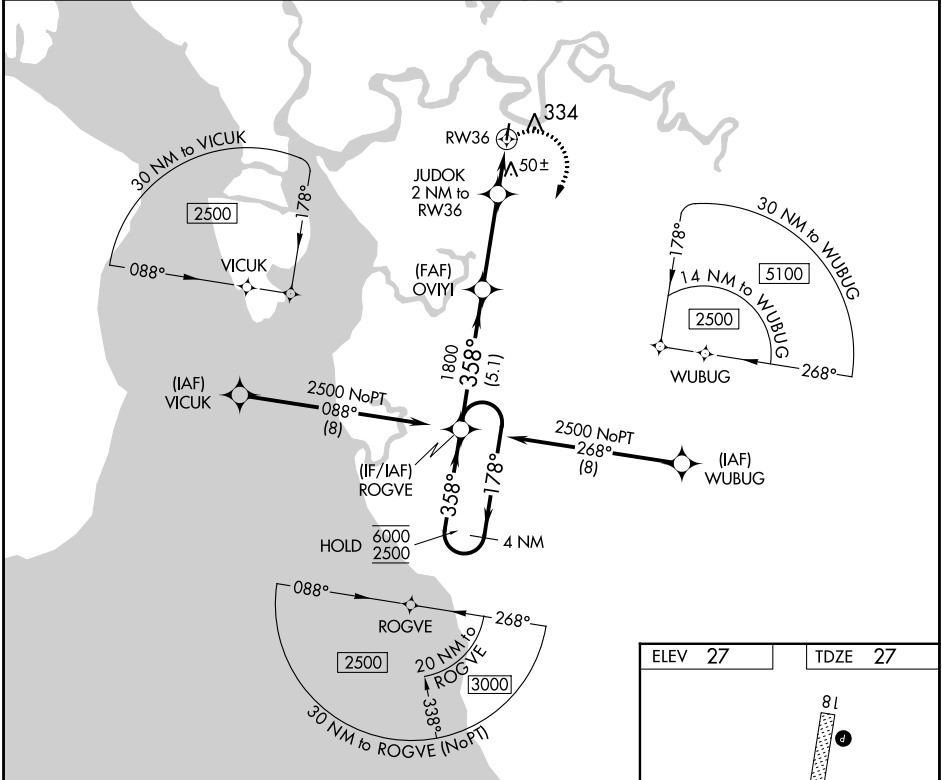 334
RW36
50±
JUDOK
2 NM to
RW36
30 NM to VICUK
2500
178°
088°
VICUK
30 NM to WUBUG
178°
5100
14 NM to WUBUG
2500
268°
WUBUG
(FAF)
OVIYI
1800
358°
(5.1)
(IAF)
VICUK
2500 NoPT
088°
(8)
2500 NoPT
268°
(8)
(IAF)
WUBUG
(IF/IAF)
ROGVE
358°
178°
HOLD
6000
2500
4 NM
088°
268°
ROGVE
20 NM to
ROGVE
2500
3000
338°
30 NM to ROGVE (NoPT)
ELEV 27
TDZE 27
18
P